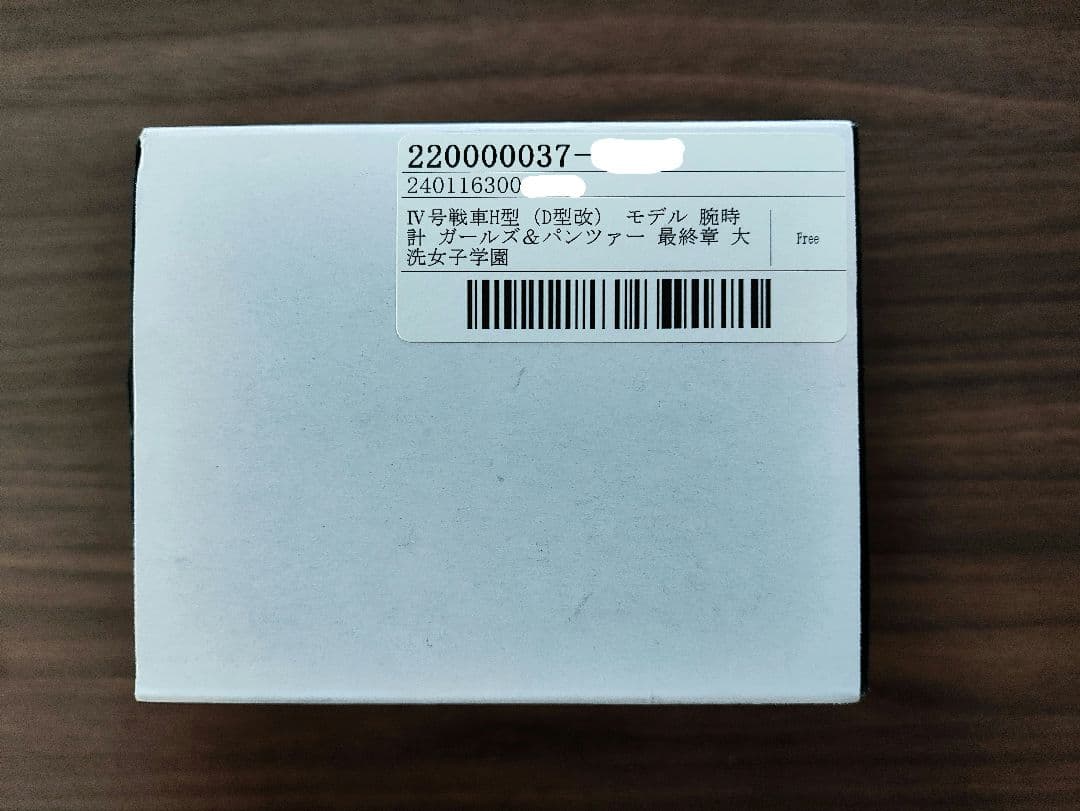 220000037-
240116300
Ⅳ号戦車H型（D型改） モデル 腕時
計 ガールズ＆パンツァー 最終章 大
洗女子学園
Free